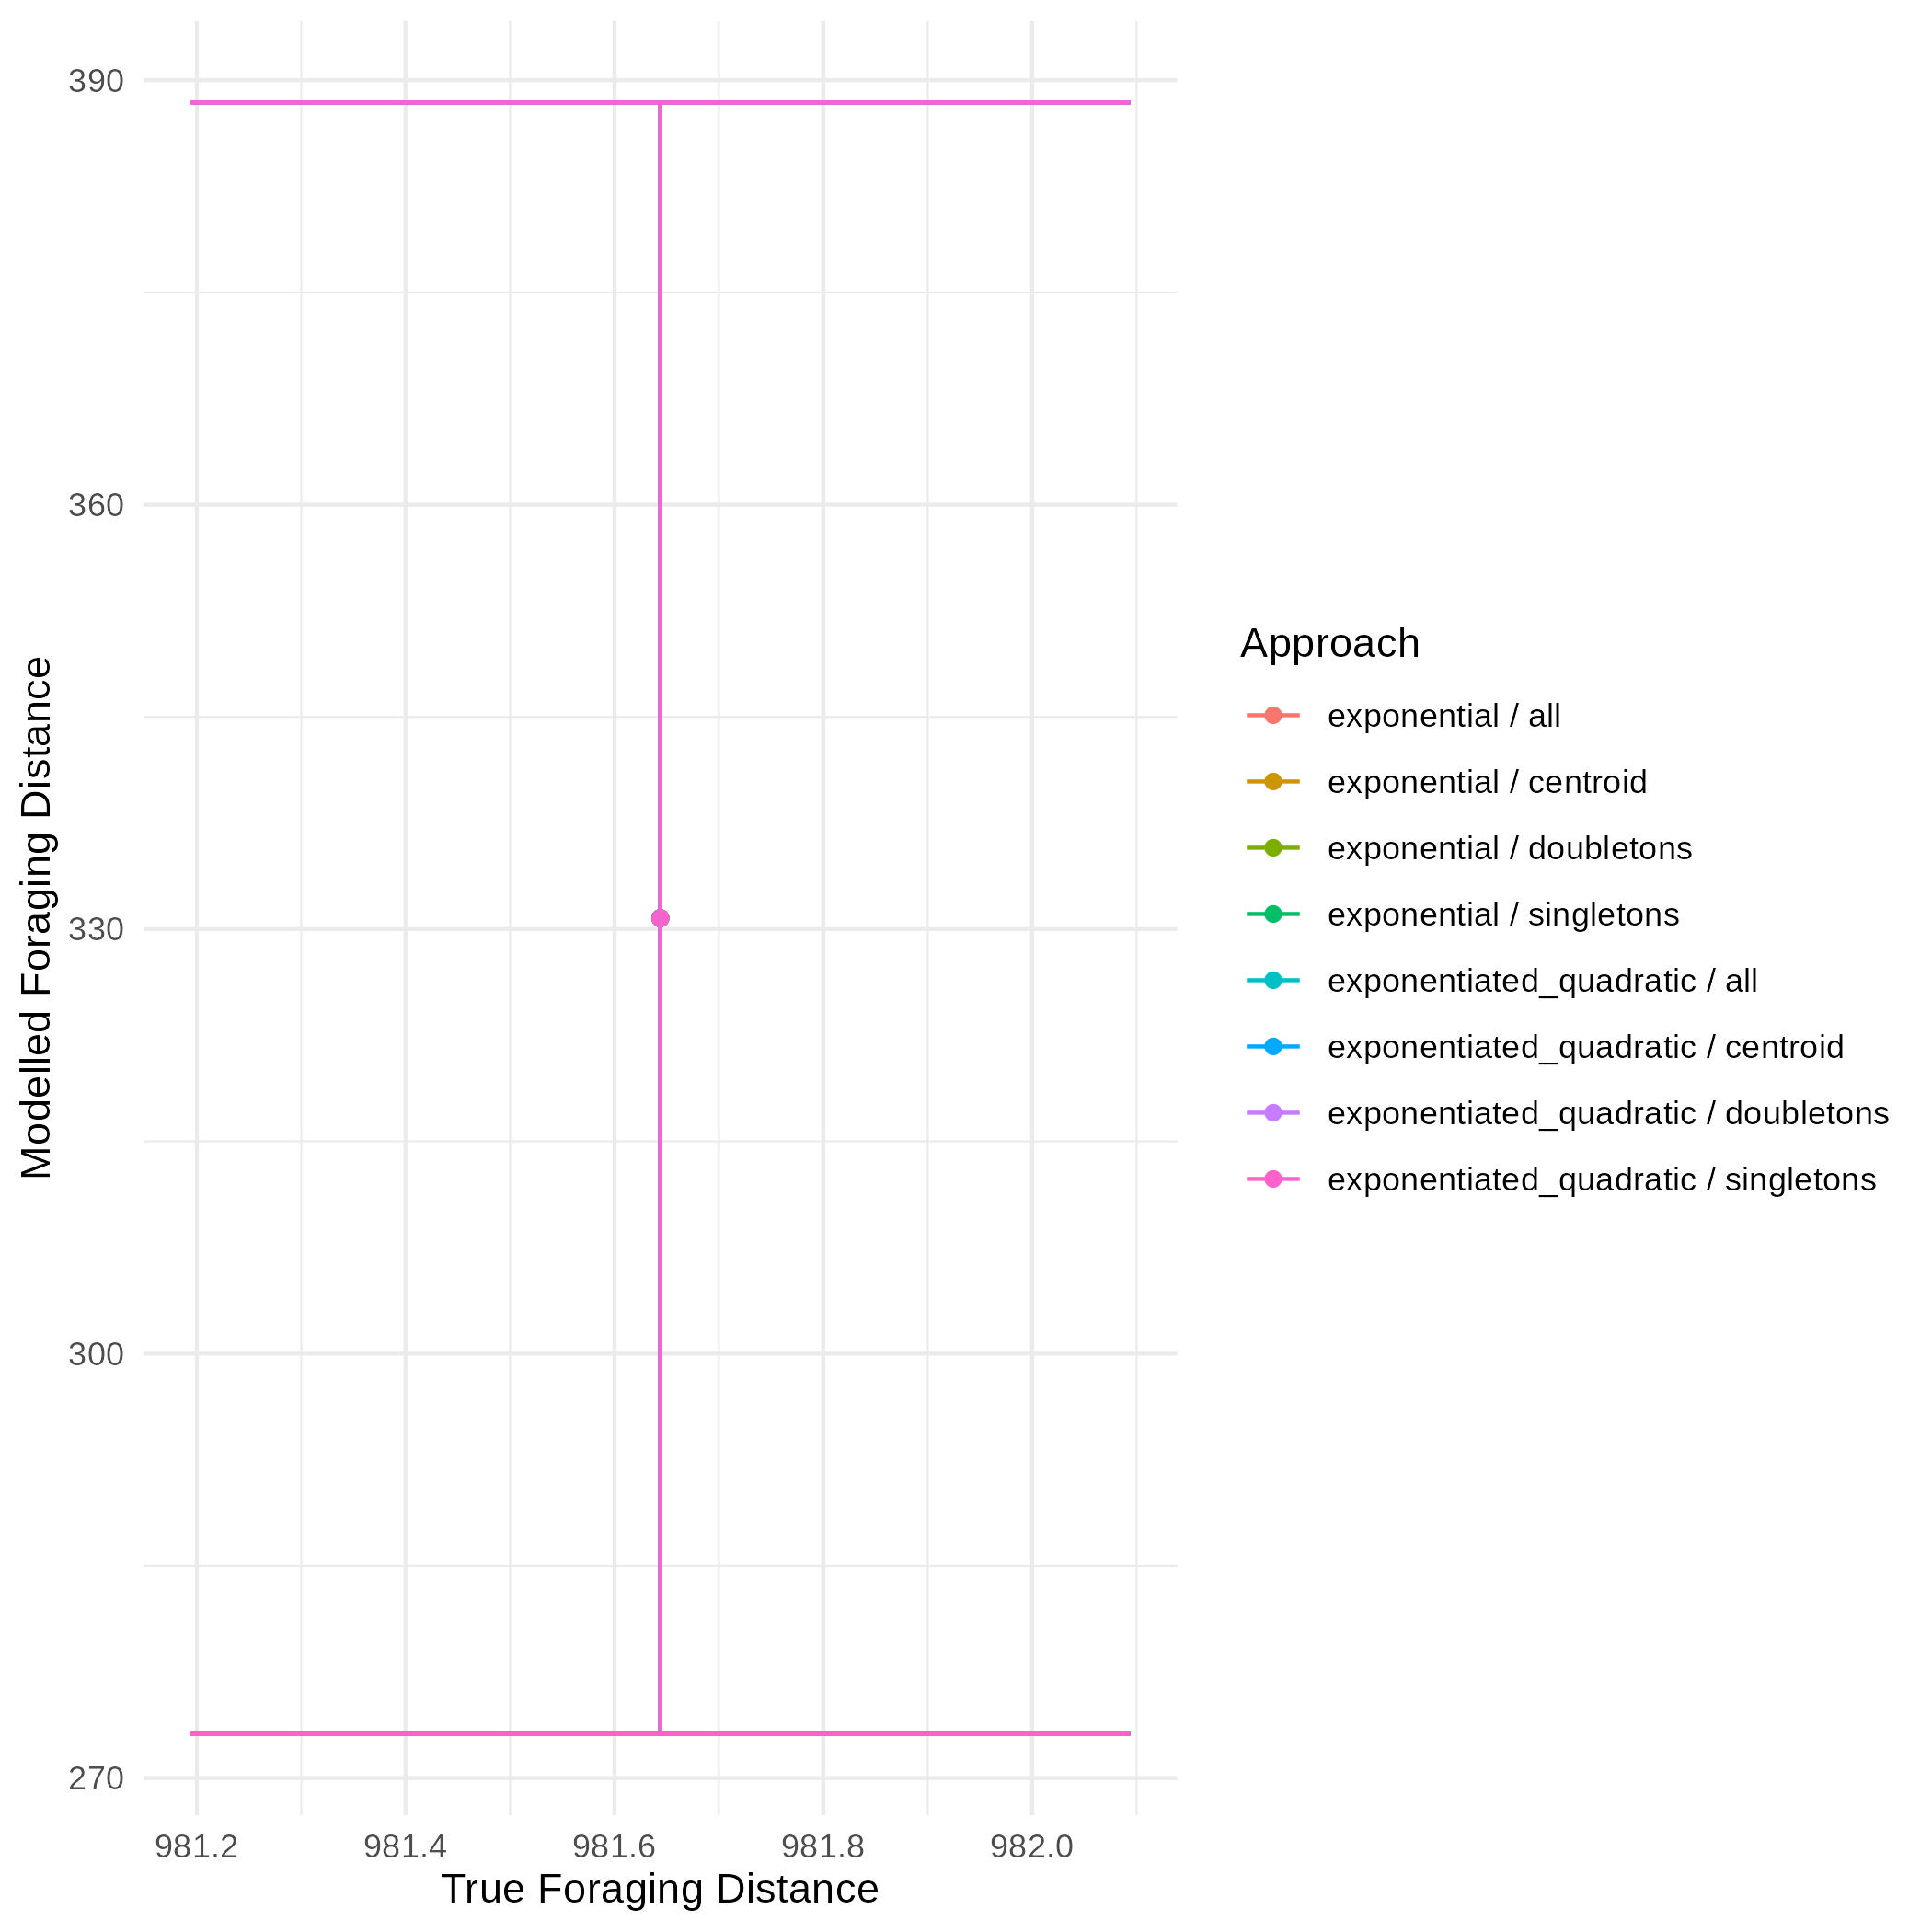 390
360
330
300
270
Modelled Foraging Distance
981.2
981.4
981.6
981.8
982.0
True Foraging Distance
Approach
exponential / all
exponential / centroid
exponential / doubletons
exponential / singletons
exponentiated_quadratic / all
exponentiated_quadratic / centroid
exponentiated_quadratic / doubletons
exponentiated_quadratic / singletons